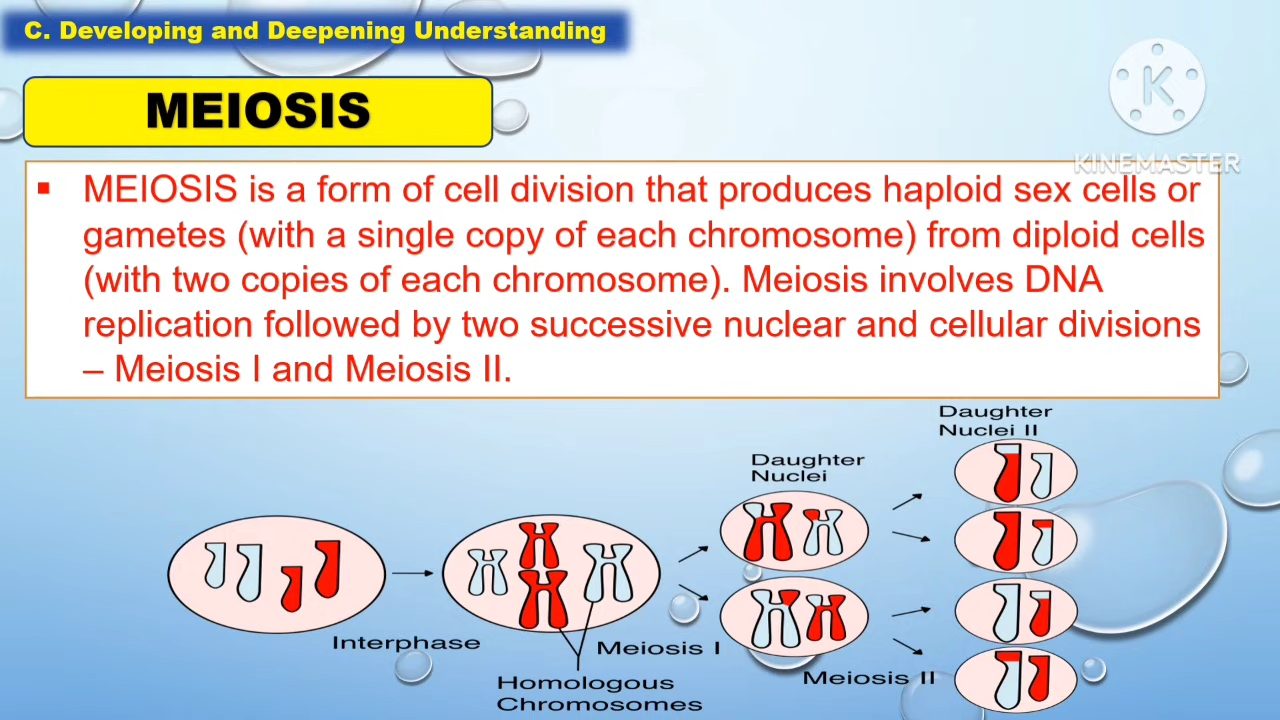 C. Developing and Deepening Understanding
MEIOSIS
K
KINEMASTER
▪ MEIOSIS is a form of cell division that produces haploid sex cells or
gametes (with a single copy of each chromosome) from diploid cells
(with two copies of each chromosome). Meiosis involves DNA
replication followed by two successive nuclear and cellular divisions
– Meiosis I and Meiosis II.
Daughter
Nuclei II
Daughter
Nuclei
Interphase
Meiosis I
Homologous
Chromosomes
Meiosis II